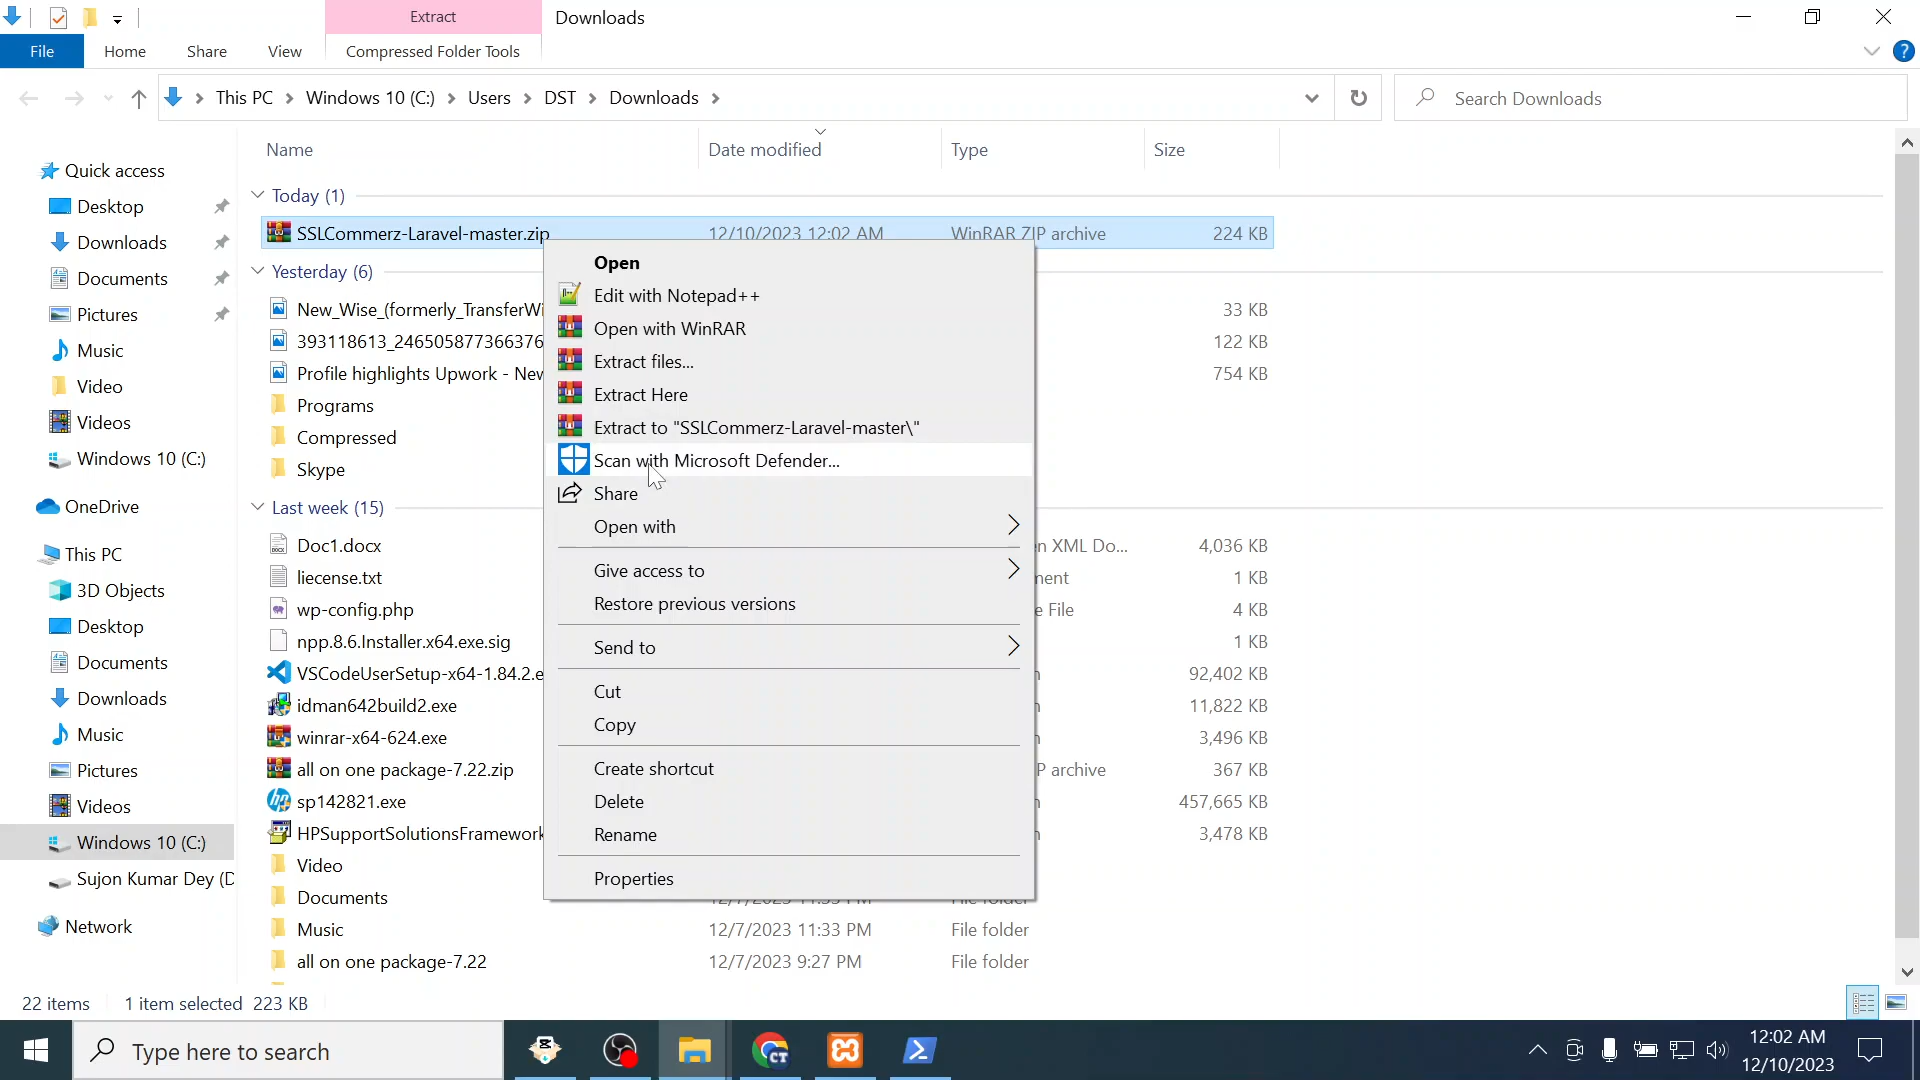 Extract
Downloads
File
Home
Share
View
Compressed Folder Tools
This PC
Windows 10 (C:)
Users
DST
Downloads
Search Downloads
Name
Date modified
Type
Size
Quick access
Desktop
Downloads
Documents
Pictures
Music
Video
Videos
Windows 10 (C:)
OneDrive
This PC
3D Objects
Desktop
Documents
Downloads
Music
Pictures
Videos
Windows 10 (C:)
Sujon Kumar Dey (D
Network
Today (1)
SSLCommerz-Laravel-master.zip 12/10/2023 12:02 AM WinRAR ZIP archive 224 KB
Yesterday (6)
New_Wise_(formerly_TransferWi 33 KB
393118613_246505877366376 122 KB
Profile highlights Upwork - New 754 KB
Programs
Compressed
Skype
Last week (15)
Doc1.docx n XML Do... 4,036 KB
liecense.txt ment 1 KB
wp-config.php e File 4 KB
npp.8.6.Installer.x64.exe.sig 1 KB
VSCodeUserSetup-x64-1.84.2.e 92,402 KB
idman642build2.exe 11,822 KB
winrar-x64-624.exe 3,496 KB
all on one package-7.22.zip P archive 367 KB
sp142821.exe 457,665 KB
HPSupportSolutionsFramework 3,478 KB
Video
Documents
Music 12/7/2023 11:33 PM File folder
all on one package-7.22 12/7/2023 9:27 PM File folder
Open
Edit with Notepad++
Open with WinRAR
Extract files...
Extract Here
Extract to "SSLCommerz-Laravel-master\"
Scan with Microsoft Defender...
Share
Open with
Give access to
Restore previous versions
Send to
Cut
Copy
Create shortcut
Delete
Rename
Properties
22 items 1 item selected 223 KB
Type here to search
CT
12:02 AM
12/10/2023